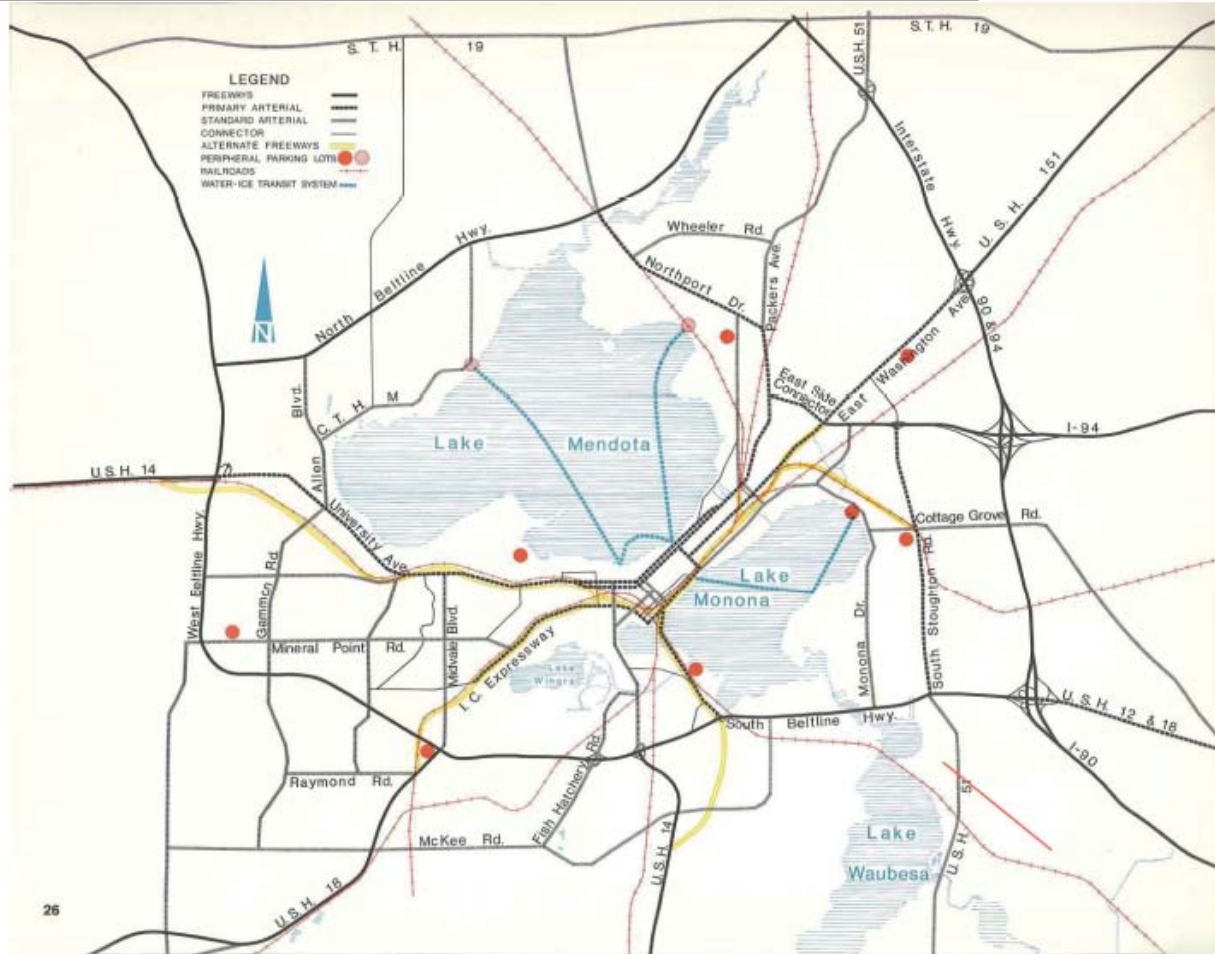 S. T. H. 19
U.S.H. 51
S.T.H. 19
LEGEND
FREEWAYS
PRIMARY ARTERIAL
STANDARD ARTERIAL
CONNECTOR
ALTERNATE FREEWAYS
PERIPHERAL PARKING LOTS
RAILROADS
WATER-ICE TRANSIT SYSTEM
Interstate Hwy. 90 & 94
U. S. H. 151
Wheeler Rd.
Northport Dr.
Packers Ave.
North Beltline Hwy.
N
East Side
Connector
East Washington Ave
Allen Blvd.
C. T. H. M
Lake Mendota
I-94
U.S.H. 14
West Eeltline Hwy.
University Ave.
Gammon Rd
Cottage Grove Rd.
Lake
Monona
Mineral Point Rd.
Midvale Blvd.
I. C. Expressway
Lake
Wingra
Monona Dr.
South Stoughton Rd.
South Beltline Hwy.
U. S. H. 12 & 18
I-90
Raymond Rd.
Fish Hatchery Rd.
McKee Rd.
U.S.H. 14
U. S. H. 51
Lake
Waubesa
U.S.H. 18
26